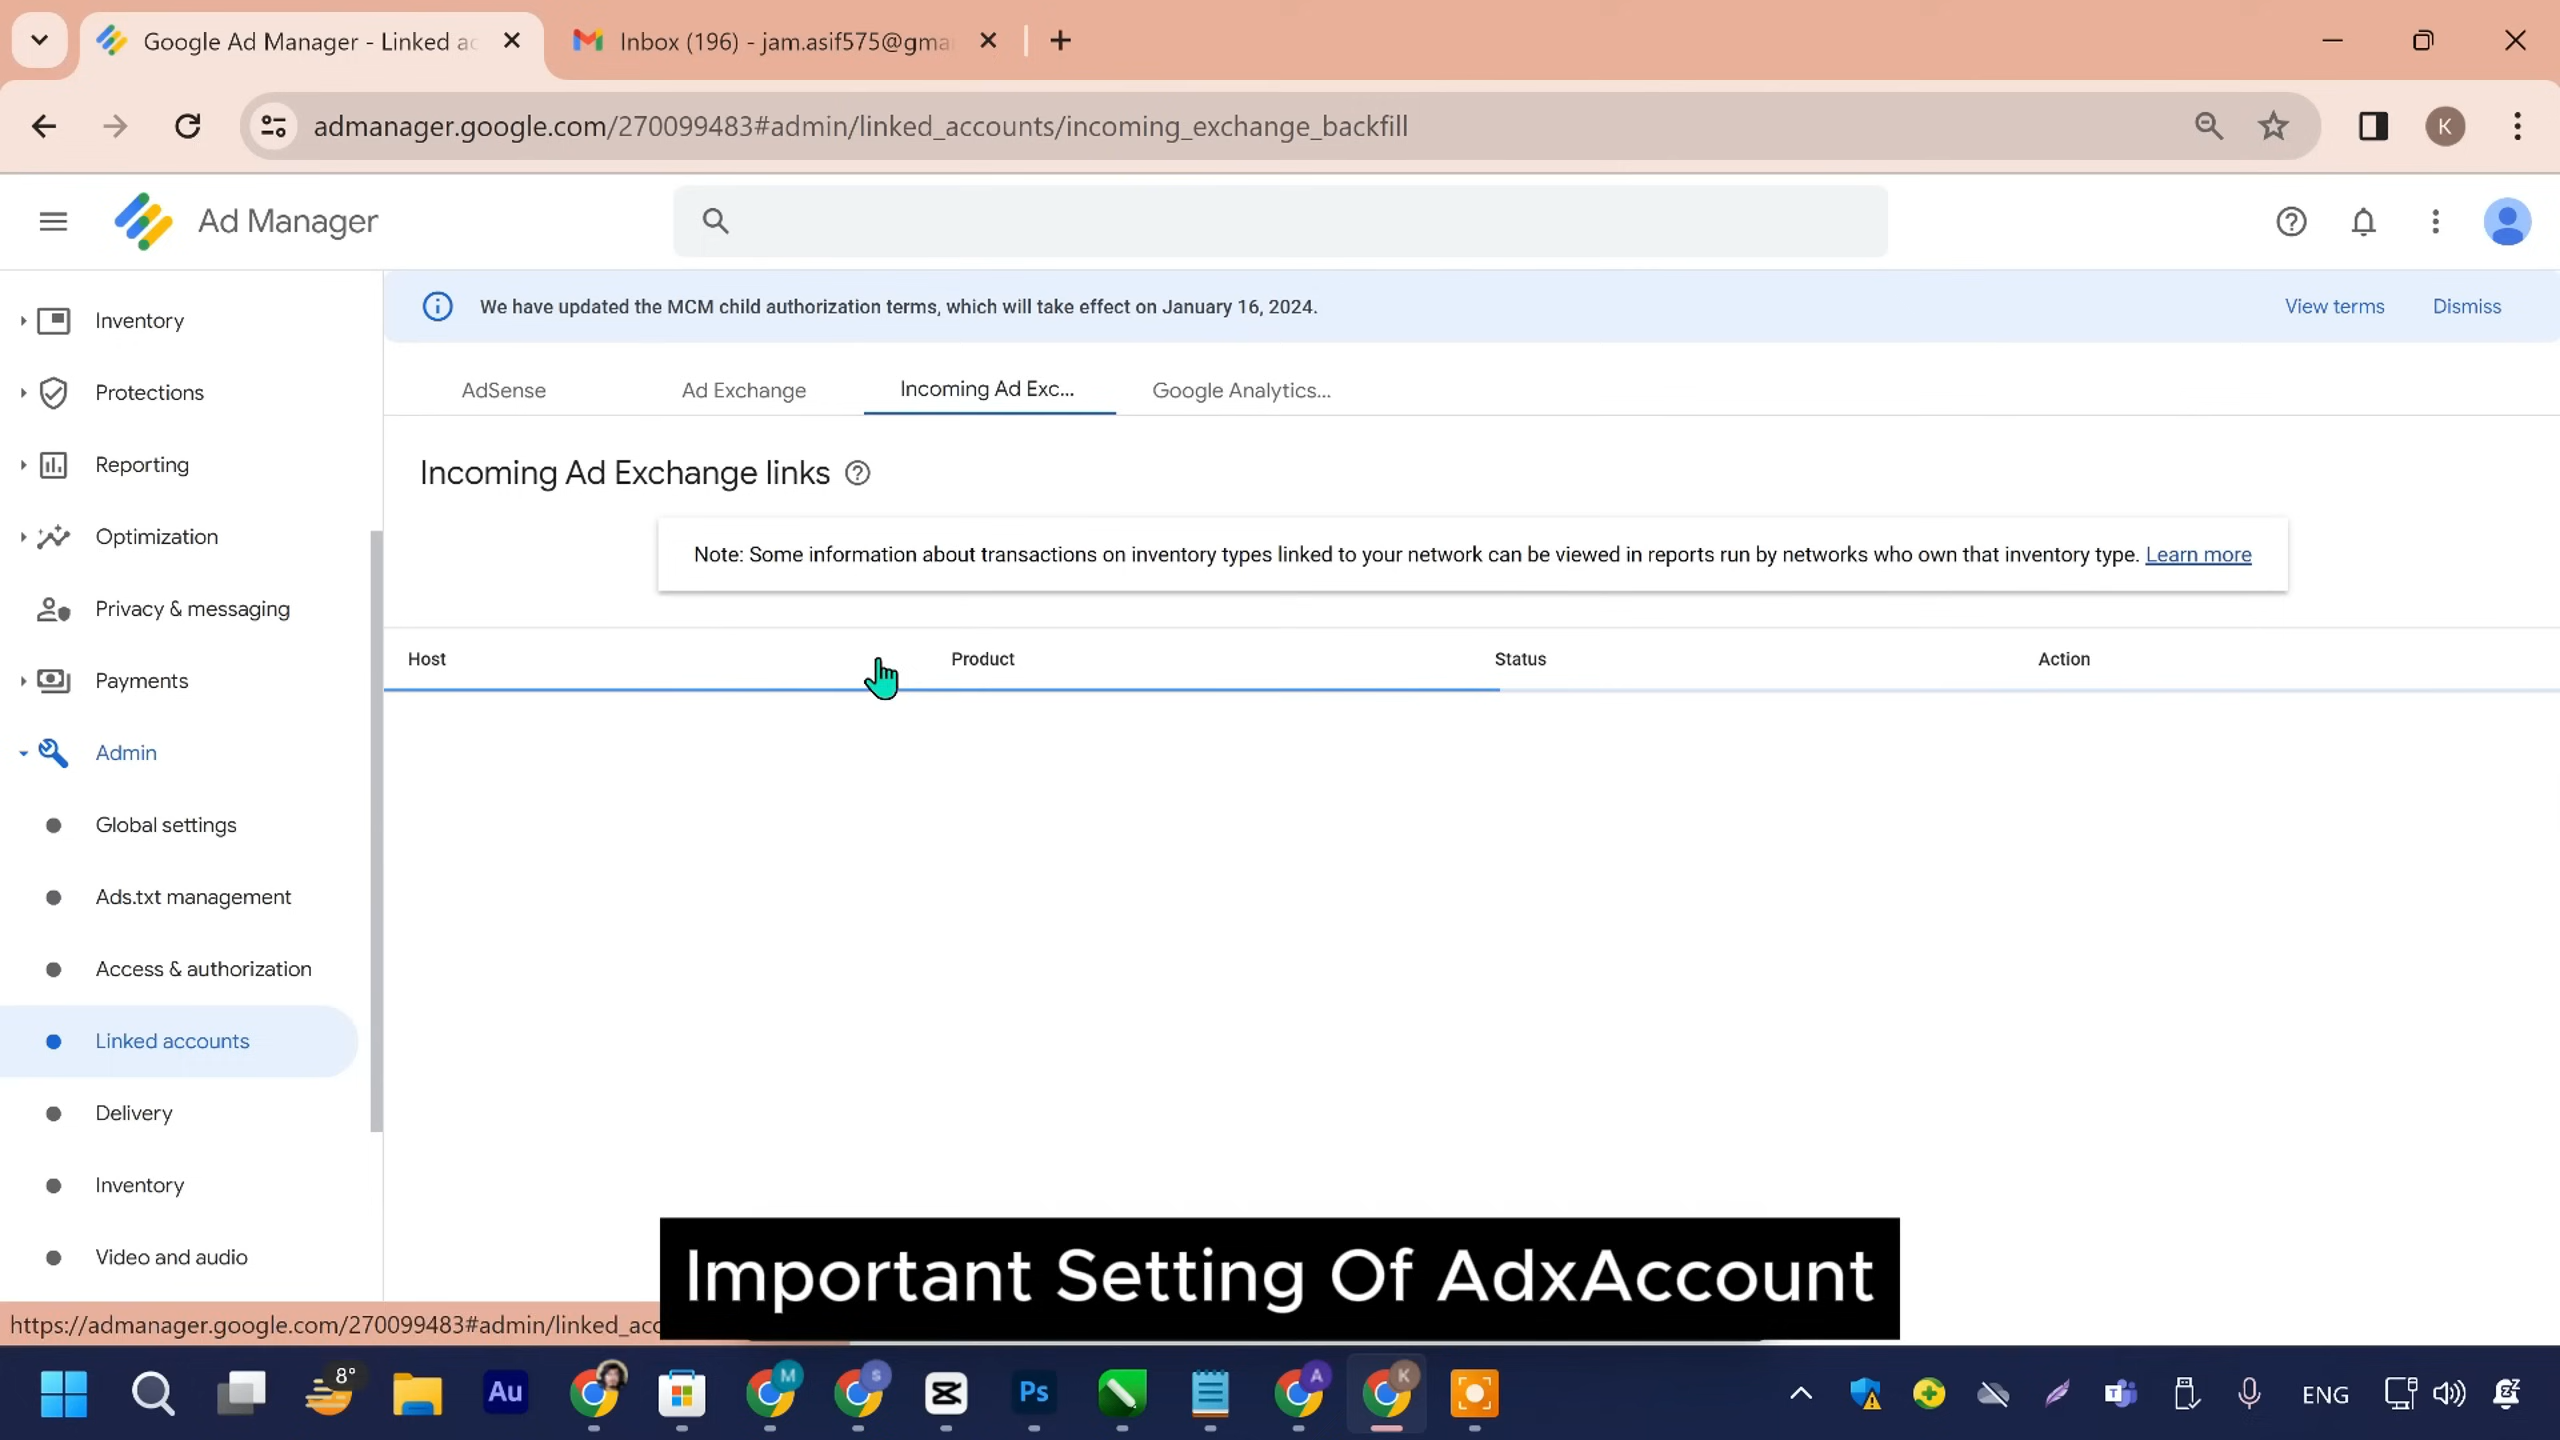 Google Ad Manager - Linked ac
Inbox (196) - jam.asif575@gma
admanager.google.com/270099483#admin/linked_accounts/incoming_exchange_backfill
K
Ad Manager
We have updated the MCM child authorization terms, which will take effect on January 16, 2024.
View terms
Dismiss
Inventory
Protections
Reporting
Optimization
Privacy & messaging
Payments
Admin
Global settings
Ads.txt management
Access & authorization
Linked accounts
Delivery
Inventory
Video and audio
AdSense
Ad Exchange
Incoming Ad Exc...
Google Analytics...
Incoming Ad Exchange links
Note: Some information about transactions on inventory types linked to your network can be viewed in reports run by networks who own that inventory type. Learn more
Host
Product
Status
Action
Important Setting Of AdxAccount
https://admanager.google.com/270099483#admin/linked_acc
8°
Au
M
S
Ps
A
K
ENG